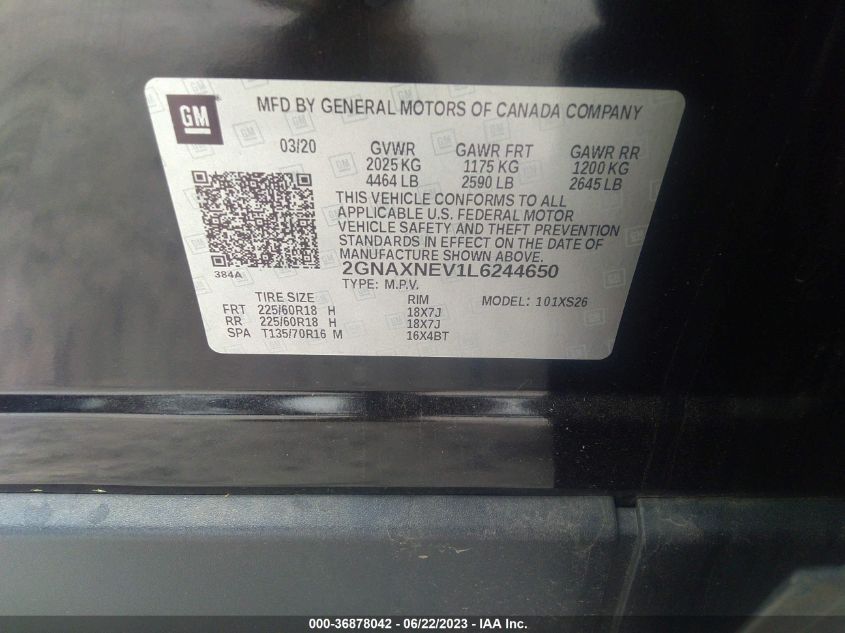 GM
MFD BY GENERAL MOTORS OF CANADA COMPANY
03/20 GVWR GAWR FRT GAWR RR
2025 KG 1175 KG 1200 KG
4464 LB 2590 LB 2645 LB
THIS VEHICLE CONFORMS TO ALL
APPLICABLE U.S. FEDERAL MOTOR
VEHICLE SAFETY AND THEFT PREVENTION
STANDARDS IN EFFECT ON THE DATE OF
MANUFACTURE SHOWN ABOVE.
384A
2GNAXNEV1L6244650
TYPE: M.P.V. MODEL: 101XS26
TIRE SIZE RIM
FRT 225/60R18 H 18X7J
RR 225/60R18 H 18X7J
SPA T135/70R16 M 16X4BT
000-36878042 - 06/22/2023 - IAA Inc.